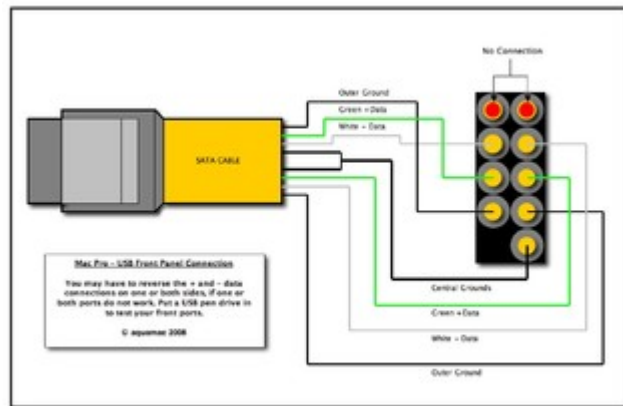 No Connection
Outer Ground
Green +Data
White - Data
SATA CABLE
Mac Pro - USB Front Panel Connection
You may have to reverse the + and - data
connections on one or both sides, if one or
both ports do not work. Put a USB pen drive in
to test your front ports.
© aquamac 2008
Central Grounds
Green +Data
White - Data
Outer Ground